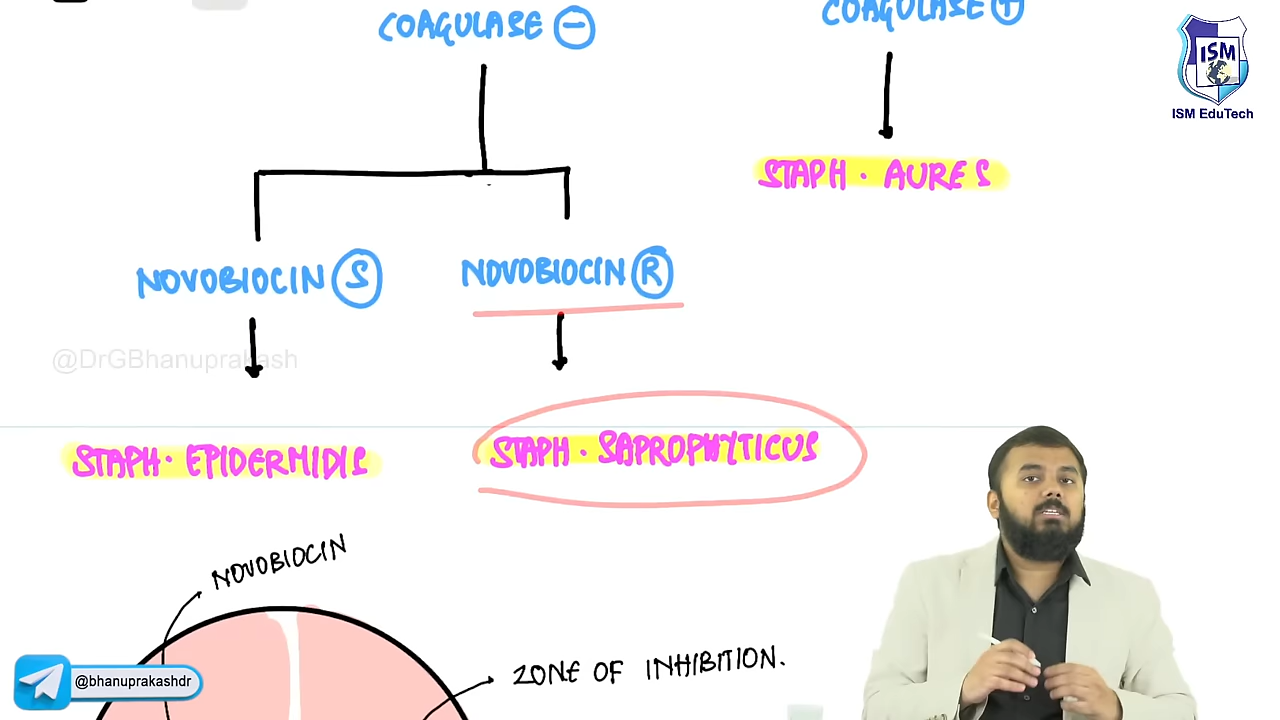 COAGULASE –
COAGULASE +
ISM
ISM EduTech
STAPH. AURES
NOVOBIOCIN S
NOVOBIOCIN R
@DrGBhanuprakash
STAPH. EPIDERMIDIS
STAPH. SAPROPHYTICUS
NOVOBIOCIN
ZONE OF INHIBITION.
@bhanuprakashdr